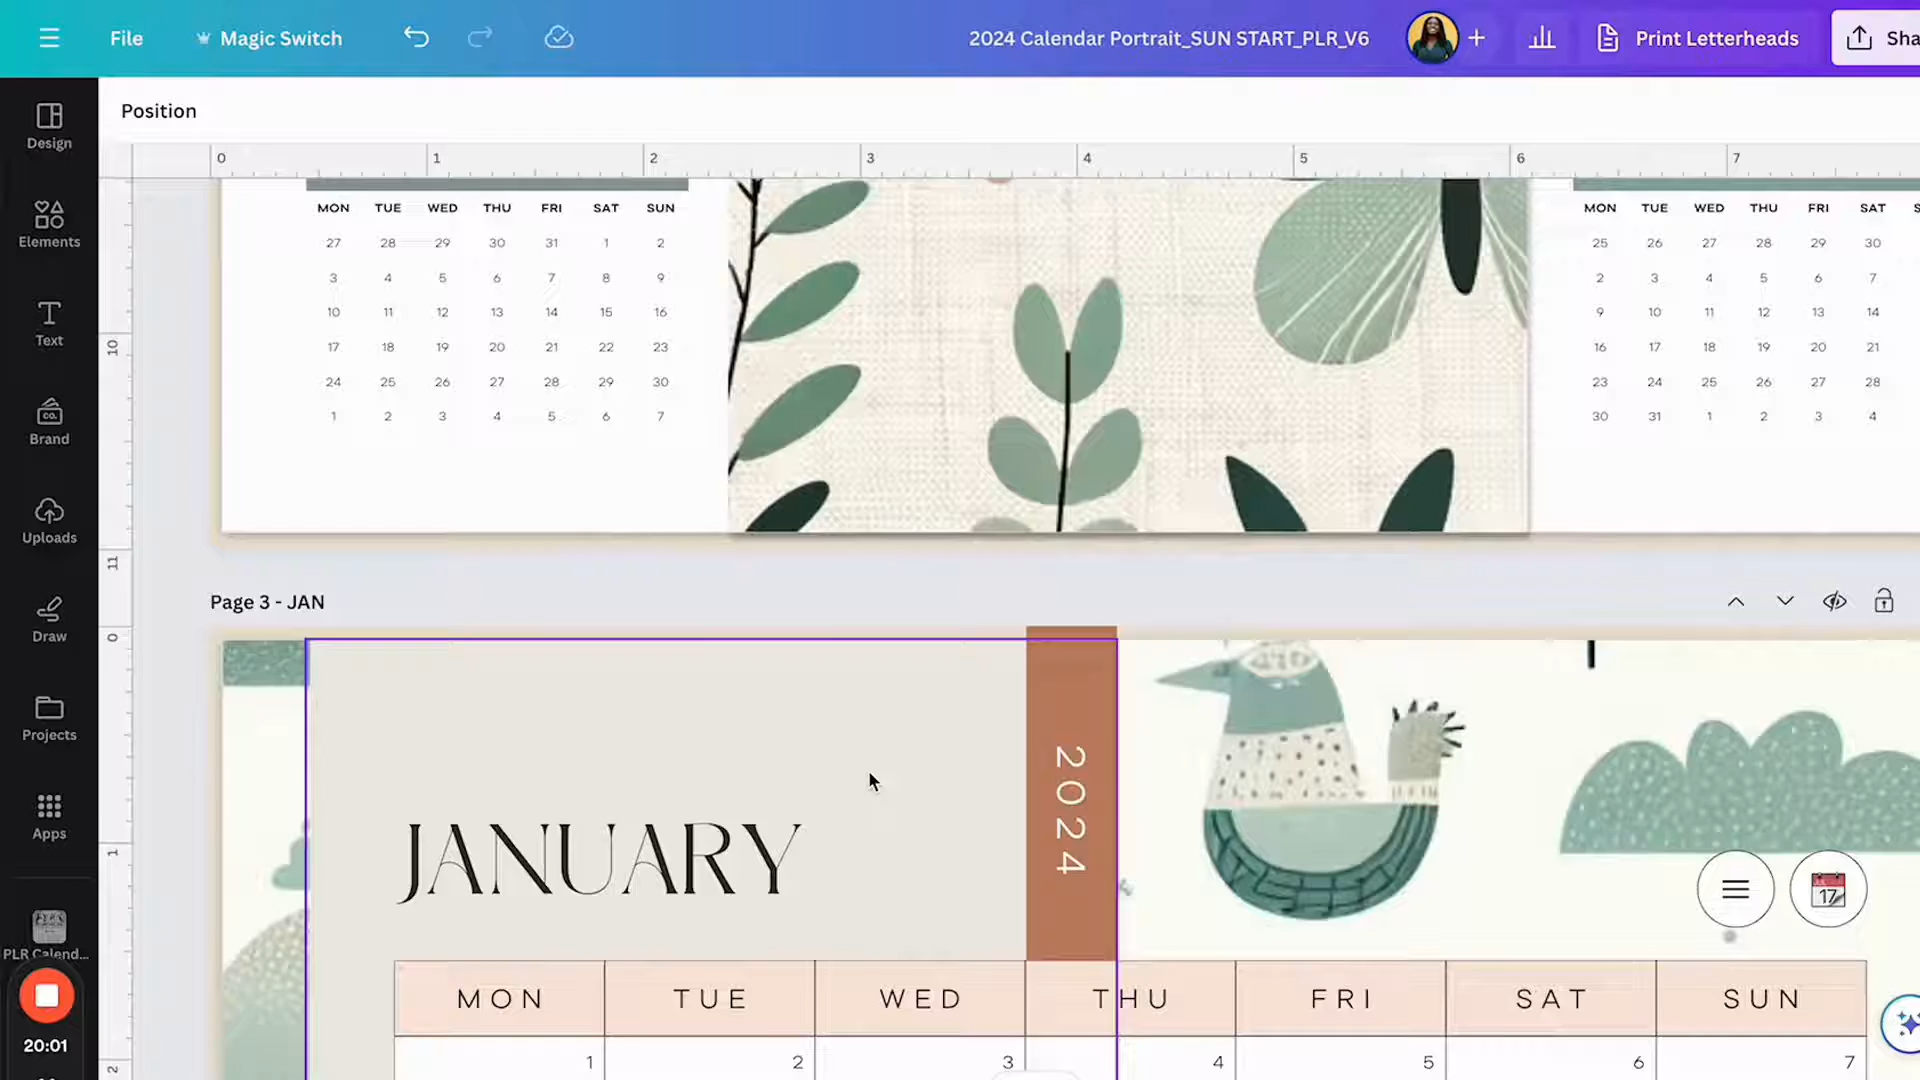 File
Magic Switch
2024 Calendar Portrait_SUN START_PLR_V6
Print Letterheads
Sha
Position
Design
Elements
Text
Brand
CO.
Uploads
Draw
Projects
Apps
PLR Calend...
20:01
0 1 2 3 4 5 6 7
10
11
0
1
2
MON TUE WED THU FRI SAT SUN
27 28 29 30 31 1 2
3 4 5 6 7 8 9
10 11 12 13 14 15 16
17 18 19 20 21 22 23
24 25 26 27 28 29 30
1 2 3 4 5 6 7
MON TUE WED THU FRI SAT S
25 26 27 28 29 30
2 3 4 5 6 7
9 10 11 12 13 14
16 17 18 19 20 21
23 24 25 26 27 28
30 31 1 2 3 4
Page 3 - JAN
JANUARY
2024
17
MON TUE WED THU FRI SAT SUN
1 2 3 4 5 6 7